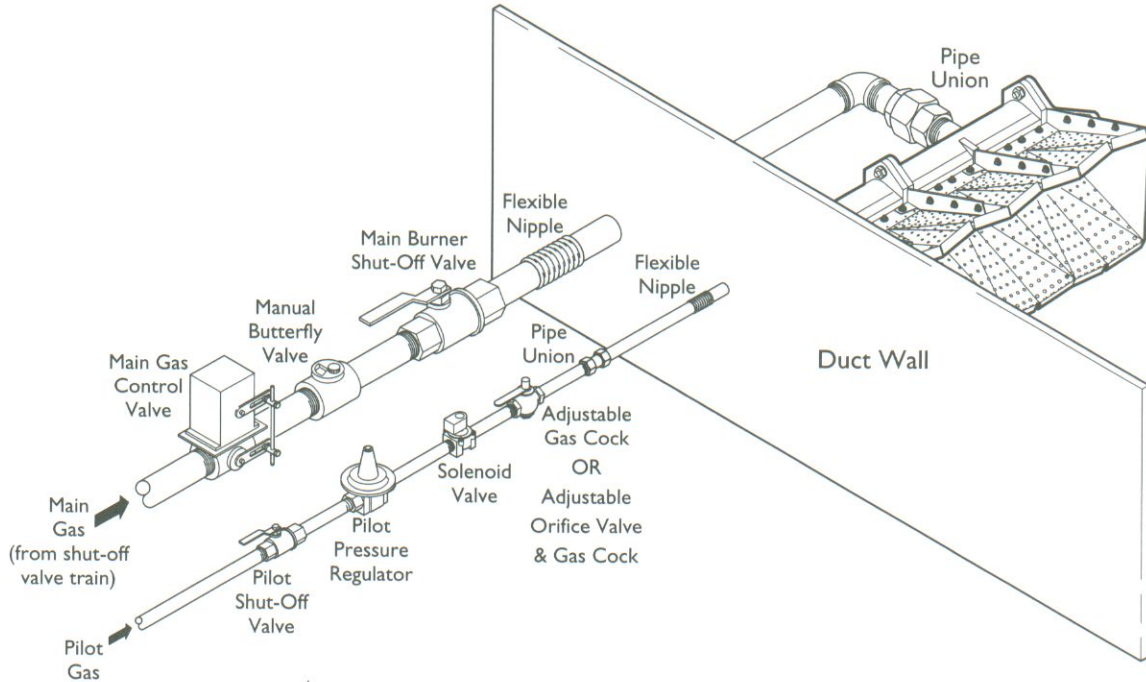 Pipe
Union
Flexible
Nipple
Main Burner
Shut-Off Valve
Manual
Butterfly
Valve
Main Gas
Control
Valve
Main
Gas
(from shut-off
valve train)
Flexible
Nipple
Pipe
Union
Duct Wall
Adjustable
Gas Cock
OR
Adjustable
Orifice Valve
& Gas Cock
Solenoid
Valve
Pilot
Pressure
Regulator
Pilot
Shut-Off
Valve
Pilot
Gas